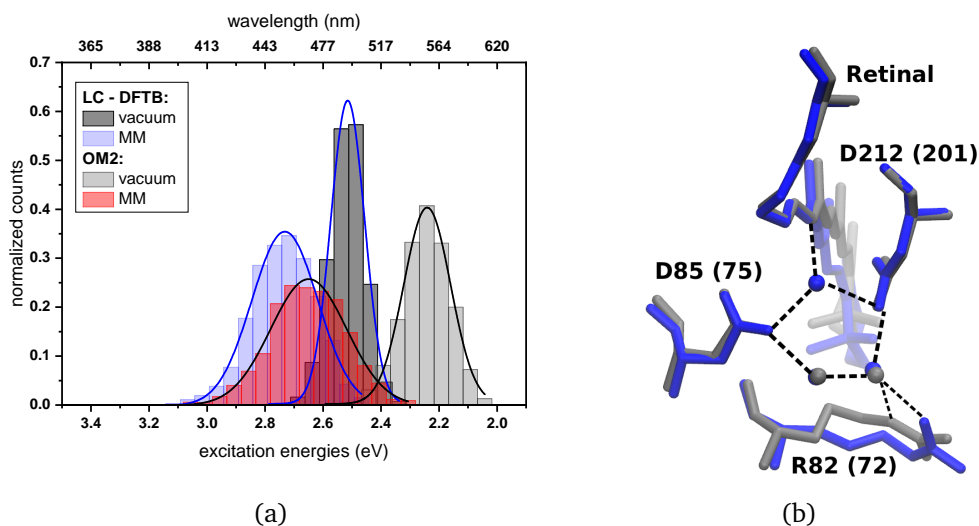 wavelength (nm)
365 388 413 443 477 517 564 620
0.7
0.6
0.5
0.4
0.3
0.2
0.1
0.0
normalized counts
LC - DFTB:
vacuum
MM
OM2:
vacuum
MM
3.4 3.2 3.0 2.8 2.6 2.4 2.2 2.0
excitation energies (eV)
(a)
Retinal
D212 (201)
D85 (75)
R82 (72)
(b)